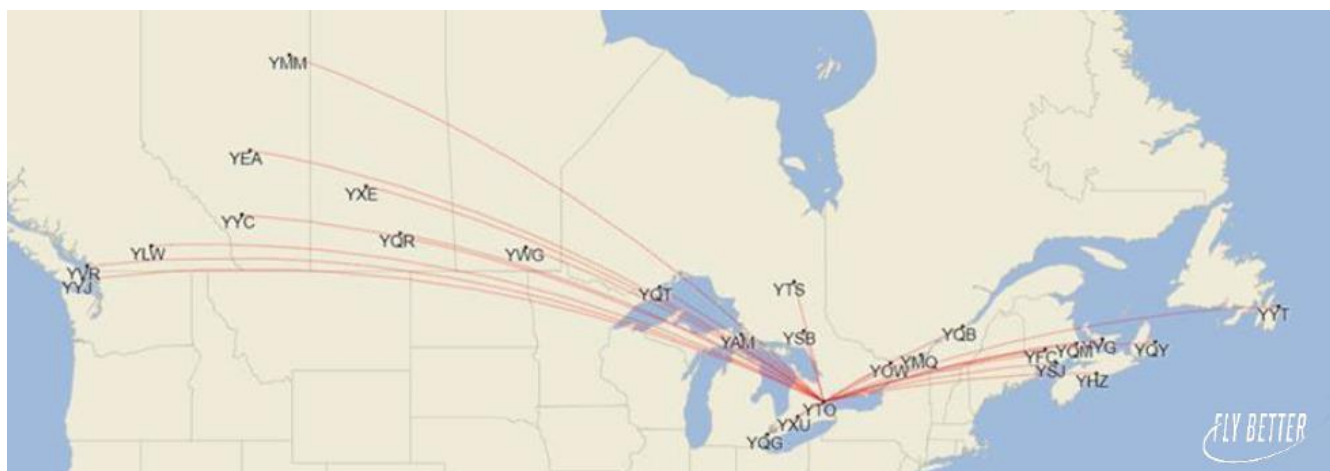 YMM
YEA
YXE
YYC
YQR
YLW
YWG
YVR
YYJ
YQT
YTS
YAM
YSB
YQB
YYT
YOW
YMQ
YFC
YQM
YG
YQY
YSJ
YHZ
YTO
YXU
YQG
FLY BETTER